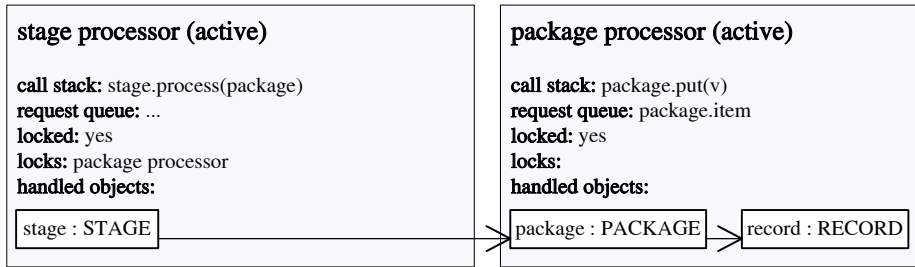 stage processor (active)
call stack: stage.process(package)
request queue: ...
locked: yes
locks: package processor
handled objects:
stage : STAGE
package processor (active)
call stack: package.put(v)
request queue: package.item
locked: yes
locks:
handled objects:
package : PACKAGE
record : RECORD